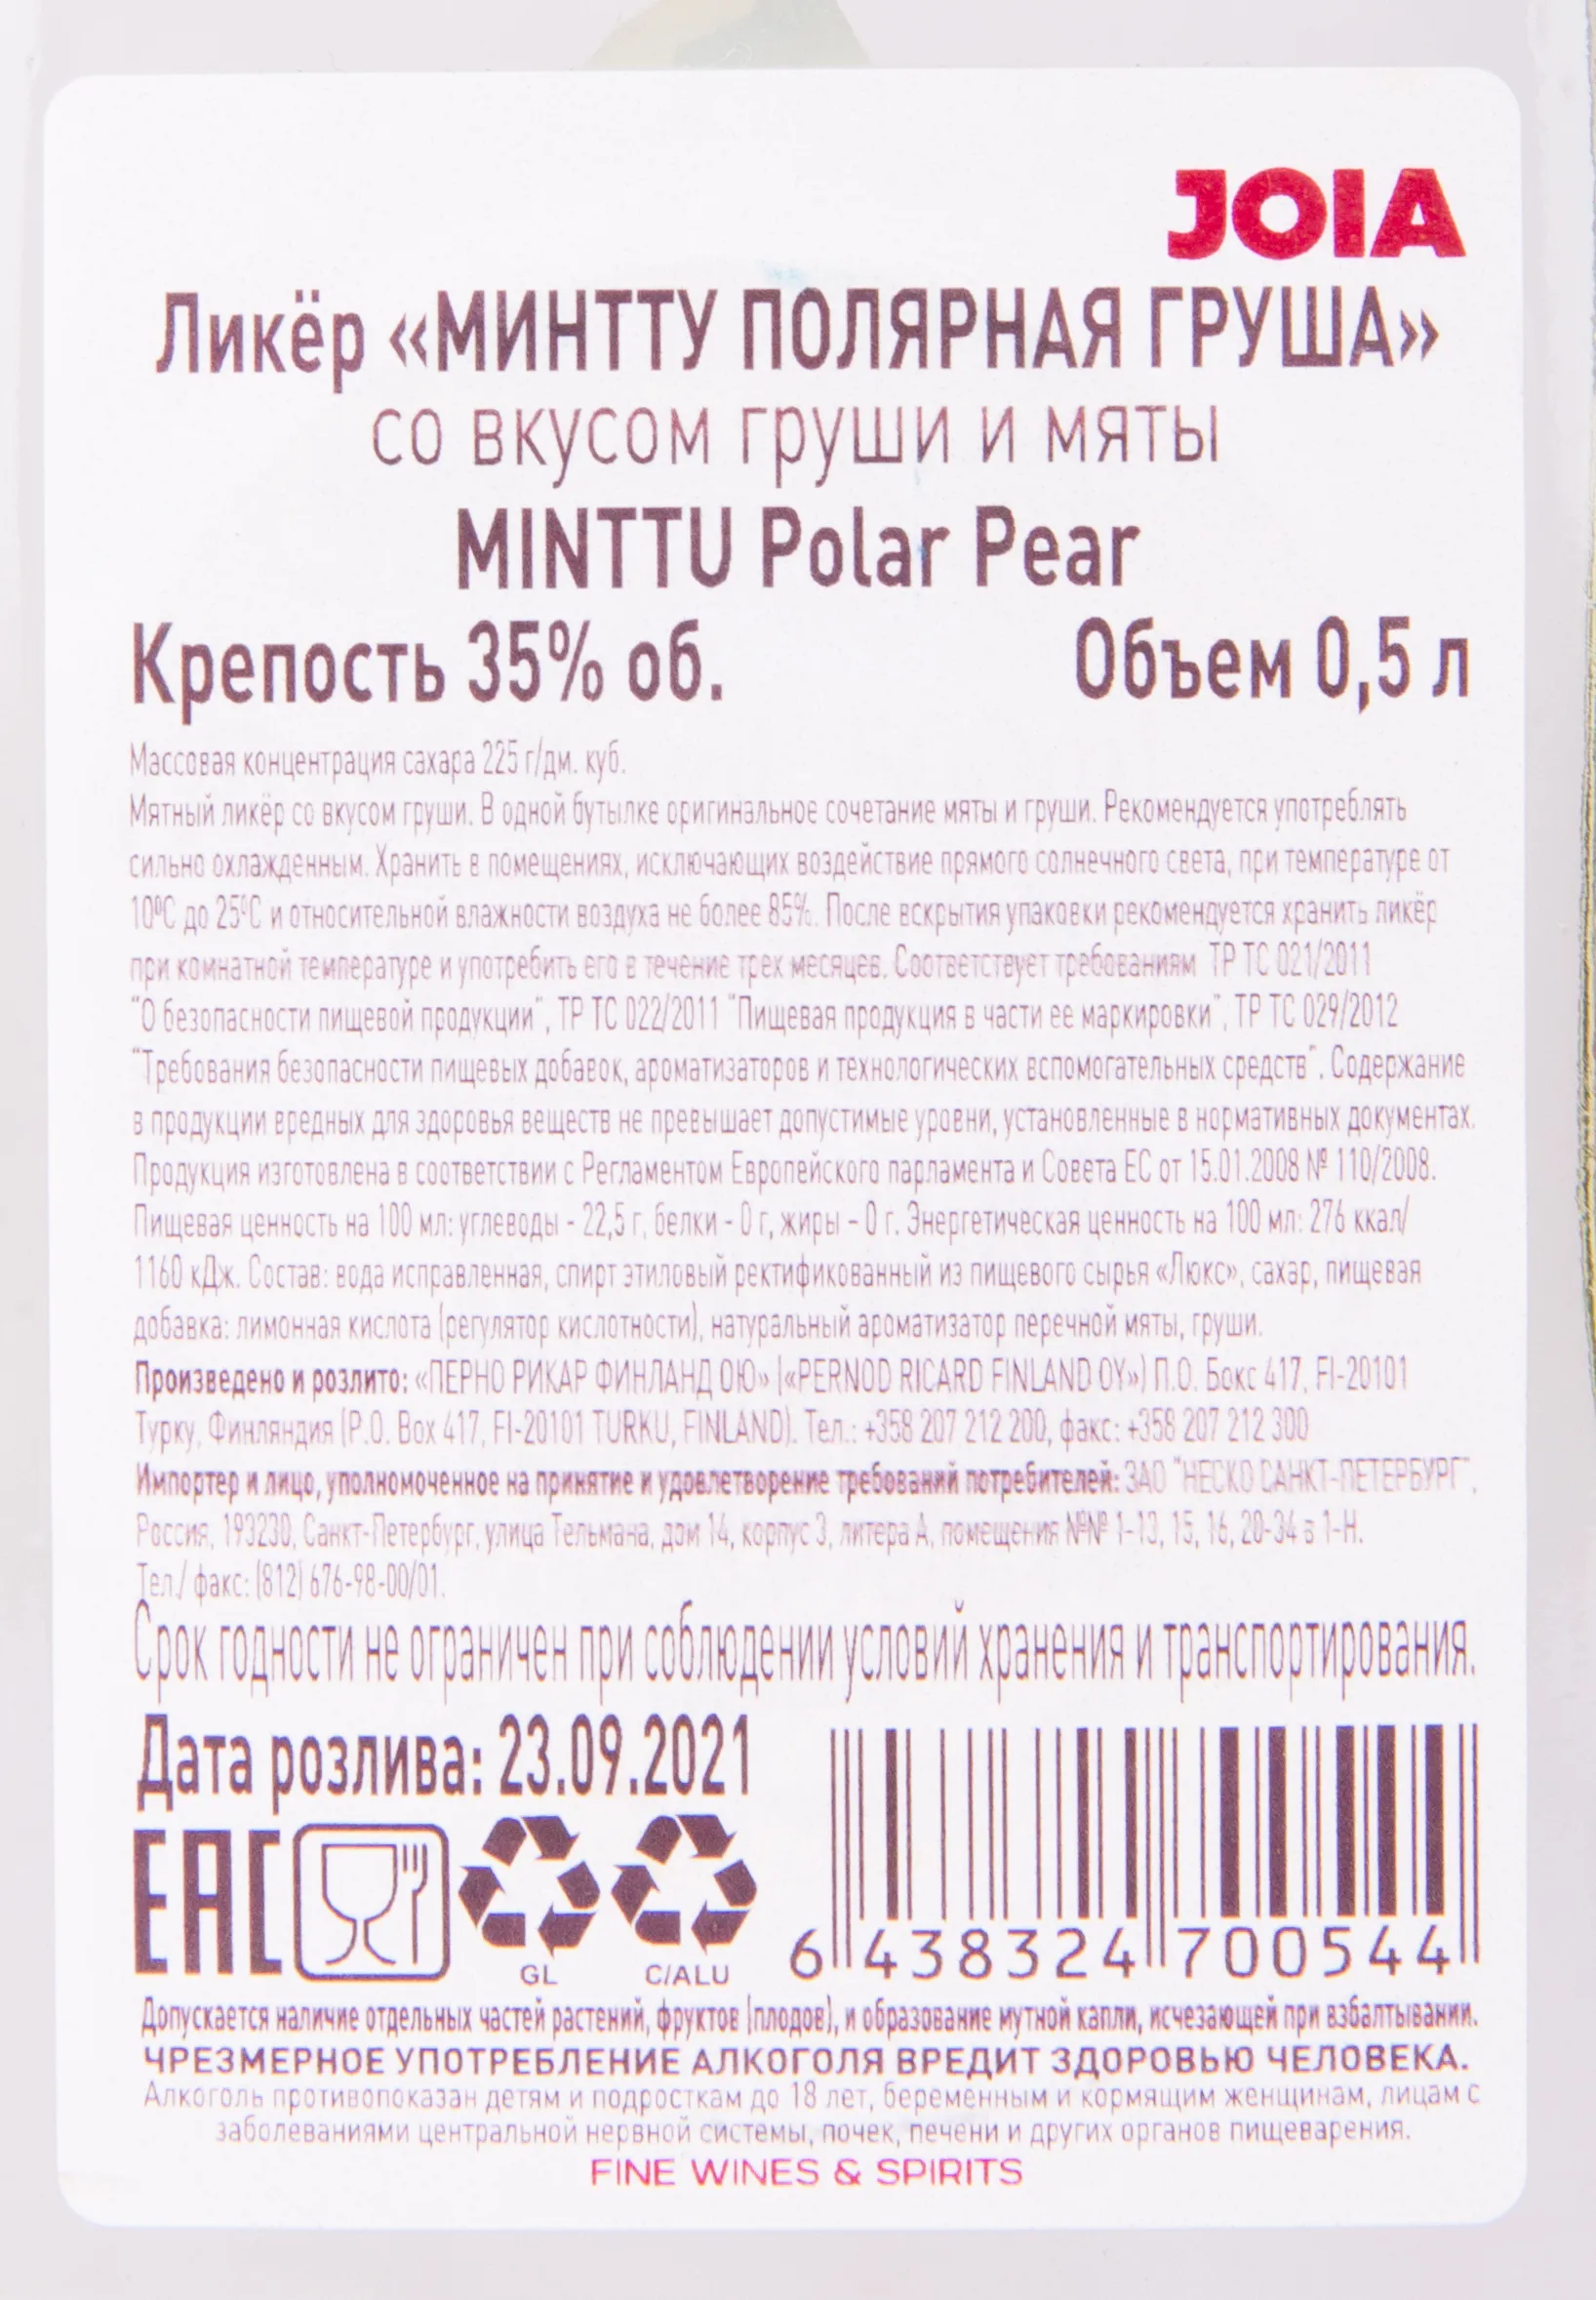 JOIA
Ликёр «МИНТТУ ПОЛЯРНАЯ ГРУША»
со вкусом груши и мяты
MINTTU Polar Pear
Крепость 35% об. Объем 0,5 л
Массовая концентрация сахара 225 г/дм. куб.
Мятный ликёр со вкусом груши. В одной бутылке оригинальное сочетание мяты и груши. Рекомендуется употреблять
сильно охлажденным. Хранить в помещениях, исключающих воздействие прямого солнечного света, при температуре от
10⁰С до 25⁰С и относительной влажности воздуха не более 85%. После вскрытия упаковки рекомендуется хранить ликёр
при комнатной температуре и употребить его в течение трех месяцев. Соответствует требованиям ТР ТС 021/2011
"О безопасности пищевой продукции", ТР ТС 022/2011 "Пищевая продукция в части ее маркировки", ТР ТС 029/2012
"Требования безопасности пищевых добавок, ароматизаторов и технологических вспомогательных средств". Содержание
в продукции вредных для здоровья веществ не превышает допустимые уровни, установленные в нормативных документах.
Продукция изготовлена в соответствии с Регламентом Европейского парламента и Совета ЕС от 15.01.2008 № 110/2008.
Пищевая ценность на 100 мл: углеводы - 22,5 г, белки - 0 г, жиры - 0 г. Энергетическая ценность на 100 мл: 276 ккал/
1160 кДж. Состав: вода исправленная, спирт этиловый ректификованный из пищевого сырья «Люкс», сахар, пищевая
добавка: лимонная кислота (регулятор кислотности), натуральный ароматизатор перечной мяты, груши.
Произведено и розлито: «ПЕРНО РИКАР ФИНЛАНД ОЮ» («PERNOD RICARD FINLAND OY») П.О. Бокс 417, FI-20101
Турку, Финляндия (P.O. Box 417, FI-20101 TURKU, FINLAND). Тел.: +358 207 212 200, факс: +358 207 212 300
Импортер и лицо, уполномоченное на принятие и удовлетворение требований потребителей: ЗАО "НЕСКО САНКТ-ПЕТЕРБУРГ",
Россия, 193230, Санкт-Петербург, улица Тельмана, дом 14, корпус 3, литера А, помещения №№ 1-13, 15, 16, 20-34 в 1-Н.
Тел./ факс: (812) 676-98-00/01.
Срок годности не ограничен при соблюдении условий хранения и транспортирования.
Дата розлива: 23.09.2021
EAC
GL C/ALU
6 438324 700544
Допускается наличие отдельных частей растений, фруктов (плодов), и образование мутной капли, исчезающей при взбалтывании.
ЧРЕЗМЕРНОЕ УПОТРЕБЛЕНИЕ АЛКОГОЛЯ ВРЕДИТ ЗДОРОВЬЮ ЧЕЛОВЕКА.
Алкоголь противопоказан детям и подросткам до 18 лет, беременным и кормящим женщинам, лицам с
заболеваниями центральной нервной системы, почек, печени и других органов пищеварения.
FINE WINES & SPIRITS